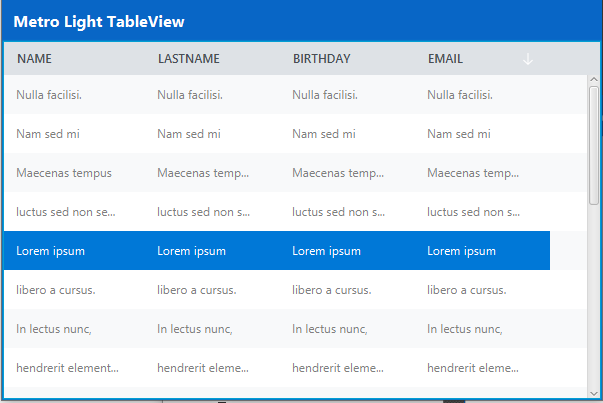 Metro Light TableView
NAME LASTNAME BIRTHDAY EMAIL
Nulla facilisi. Nulla facilisi. Nulla facilisi. Nulla facilisi.
Nam sed mi Nam sed mi Nam sed mi Nam sed mi
Maecenas tempus Maecenas temp... Maecenas temp... Maecenas temp...
luctus sed non se... luctus sed non s... luctus sed non s... luctus sed non s...
Lorem ipsum Lorem ipsum Lorem ipsum Lorem ipsum
libero a cursus. libero a cursus. libero a cursus. libero a cursus.
In lectus nunc, In lectus nunc, In lectus nunc, In lectus nunc,
hendrerit element... hendrerit eleme... hendrerit eleme... hendrerit eleme...